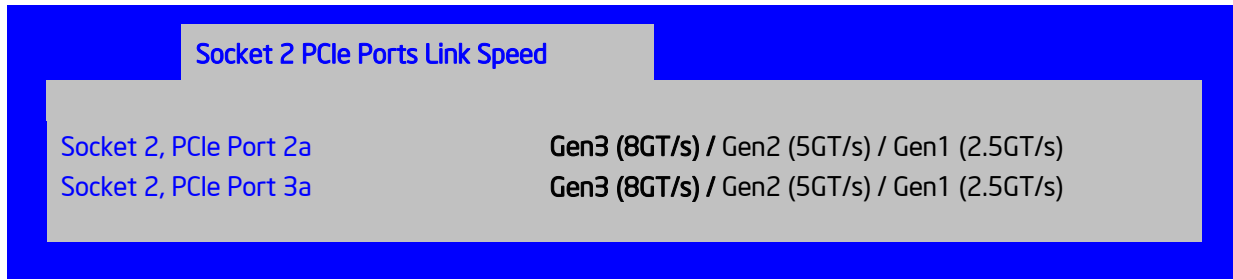 Socket 2 PCIe Ports Link Speed
Socket 2, PCIe Port 2a Gen3 (8GT/s) / Gen2 (5GT/s) / Gen1 (2.5GT/s)
Socket 2, PCIe Port 3a Gen3 (8GT/s) / Gen2 (5GT/s) / Gen1 (2.5GT/s)